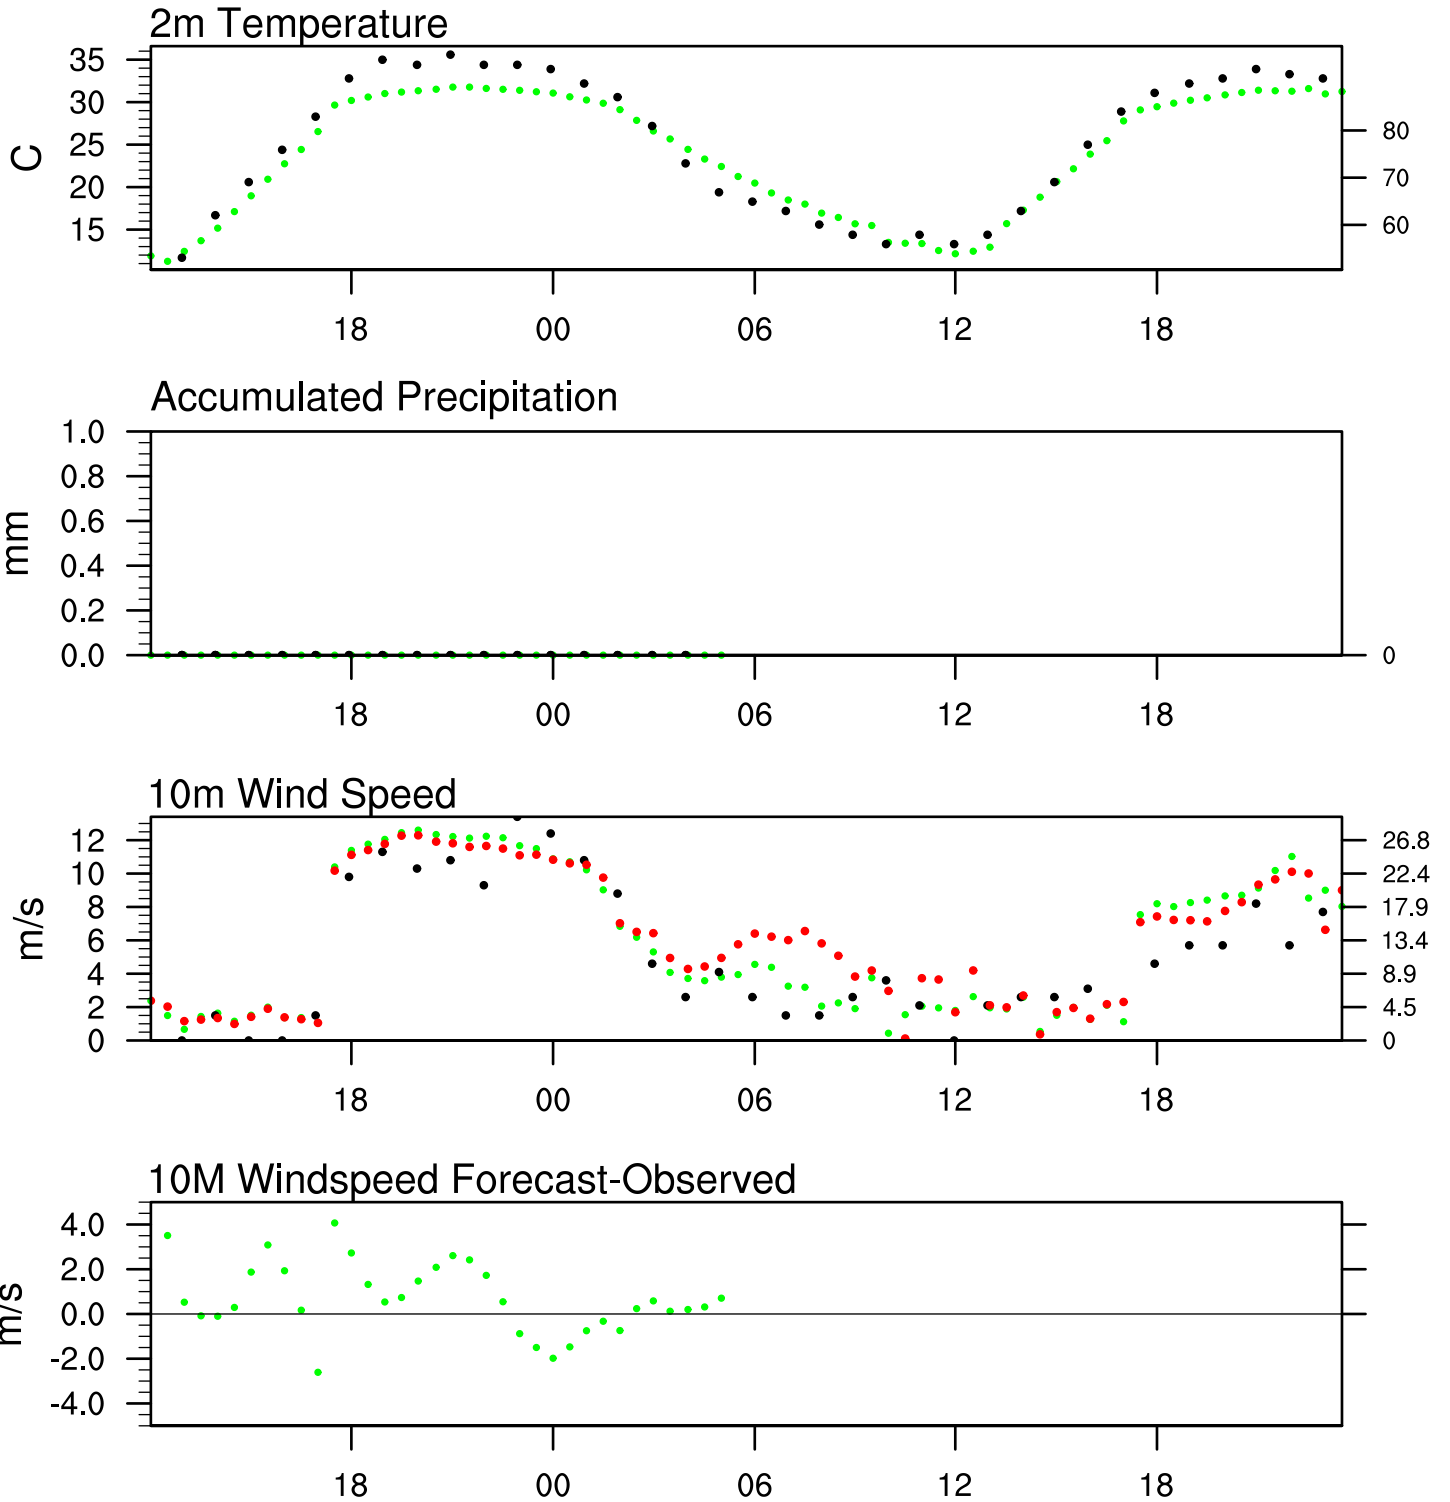 2m Temperature
35
30
25
20
15
C
80
70
60
18 00 06 12 18
Accumulated Precipitation
1.0
0.8
0.6
0.4
0.2
0.0
mm
0
18 00 06 12 18
10m Wind Speed
12
10
8
6
4
2
0
m/s
26.8
22.4
17.9
13.4
8.9
4.5
0
18 00 06 12 18
10M Windspeed Forecast-Observed
4.0
2.0
0.0
-2.0
-4.0
m/s
18 00 06 12 18